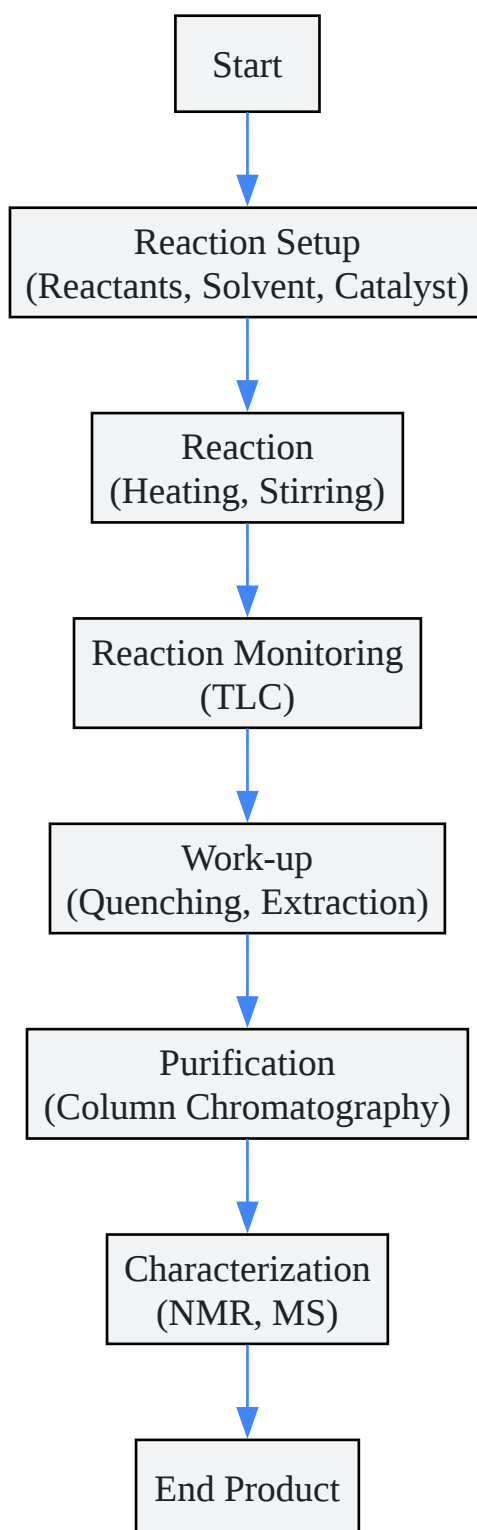 Start
Reaction Setup
(Reactants, Solvent, Catalyst)
Reaction
(Heating, Stirring)
Reaction Monitoring
(TLC)
Work-up
(Quenching, Extraction)
Purification
(Column Chromatography)
Characterization
(NMR, MS)
End Product